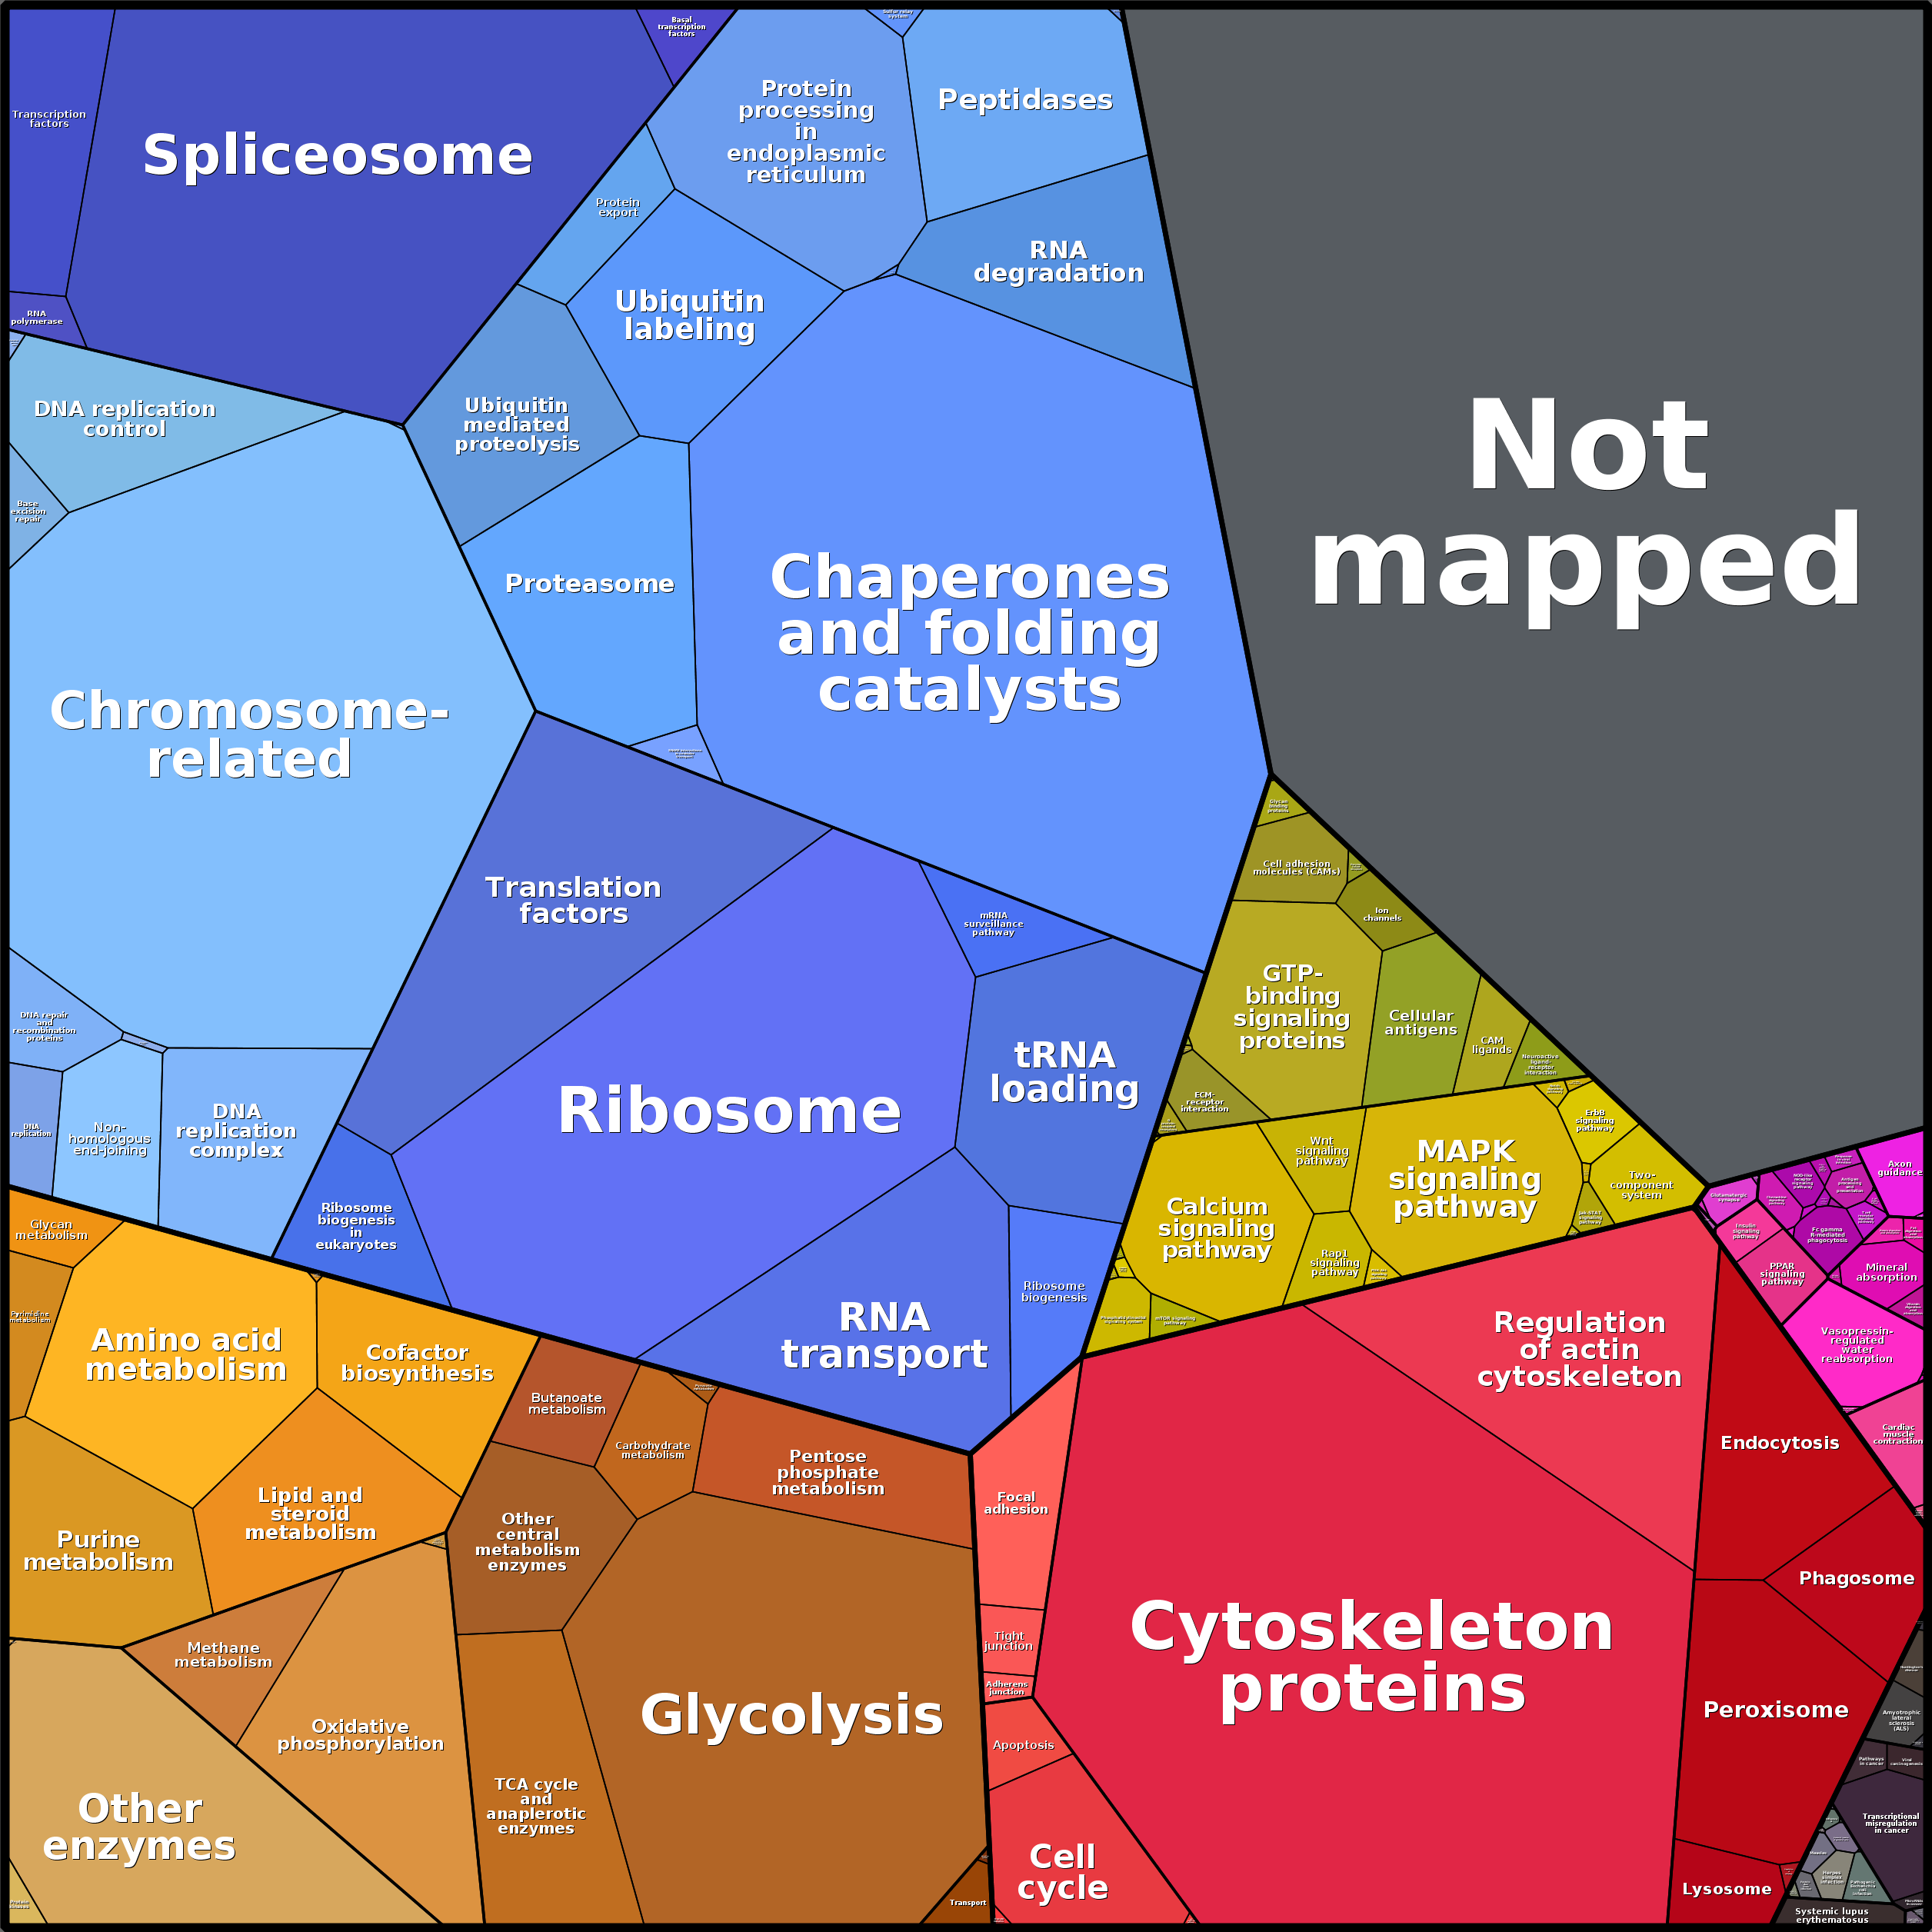 Transcription
factors
Spliceosome
Basal
transcription
factors
RNA
polymerase
Protein
processing
in
endoplasmic
reticulum
Peptidases
Protein
export
RNA
degradation
Ubiquitin
labeling
Ubiquitin
mediated
proteolysis
Proteasome
Chaperones
and folding
catalysts
Not
mapped
DNA replication
control
Base
excision
repair
Chromosome-
related
DNA repair
and
recombination
proteins
DNA
replication
Non-
homologous
end-joining
DNA
replication
complex
Translation
factors
Ribosome
mRNA
surveillance
pathway
tRNA
loading
Ribosome
biogenesis
in
eukaryotes
RNA
transport
Ribosome
biogenesis
Cell adhesion
molecules (CAMs)
Ion
channels
GTP-
binding
signaling
proteins
Cellular
antigens
CAM
ligands
Neuroactive
ligand-
receptor
interaction
ECM-
receptor
interaction
Wnt
signaling
pathway
MAPK
signaling
pathway
ErbB
signaling
pathway
Two-
component
system
Calcium
signaling
pathway
Rap1
signaling
pathway
Jak-STAT
signaling
pathway
mTOR signaling
pathway
Axon
guidance
Glutamatergic
synapse
Insulin
signaling
pathway
Fc gamma
R-mediated
phagocytosis
PPAR
signaling
pathway
Mineral
absorption
Vasopressin-
regulated
water
reabsorption
Cardiac
muscle
contraction
Glycan
metabolism
Pyrimidine
metabolism
Amino acid
metabolism
Cofactor
biosynthesis
Purine
metabolism
Lipid and
steroid
metabolism
Butanoate
metabolism
Carbohydrate
metabolism
Pentose
phosphate
metabolism
Other
central
metabolism
enzymes
Methane
metabolism
Oxidative
phosphorylation
Other
enzymes
TCA cycle
and
anaplerotic
enzymes
Glycolysis
Transport
Focal
adhesion
Tight
junction
Adherens
junction
Apoptosis
Cell
cycle
Cytoskeleton
proteins
Regulation
of actin
cytoskeleton
Endocytosis
Phagosome
Peroxisome
Lysosome
Amyotrophic
lateral
sclerosis
(ALS)
Pathways
in cancer
Viral
carcinogenesis
Transcriptional
misregulation
in cancer
Herpes
simplex
infection
Systemic lupus
erythematosus